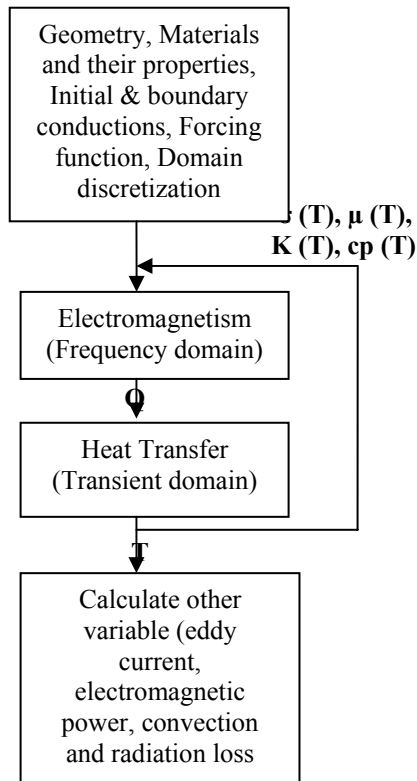 Geometry, Materials
and their properties,
Initial & boundary
conductions, Forcing
function, Domain
discretization
(T), μ (T),
K (T), cp (T)
Electromagnetism
(Frequency domain)
Q
Heat Transfer
(Transient domain)
T
Calculate other
variable (eddy
current,
electromagnetic
power, convection
and radiation loss